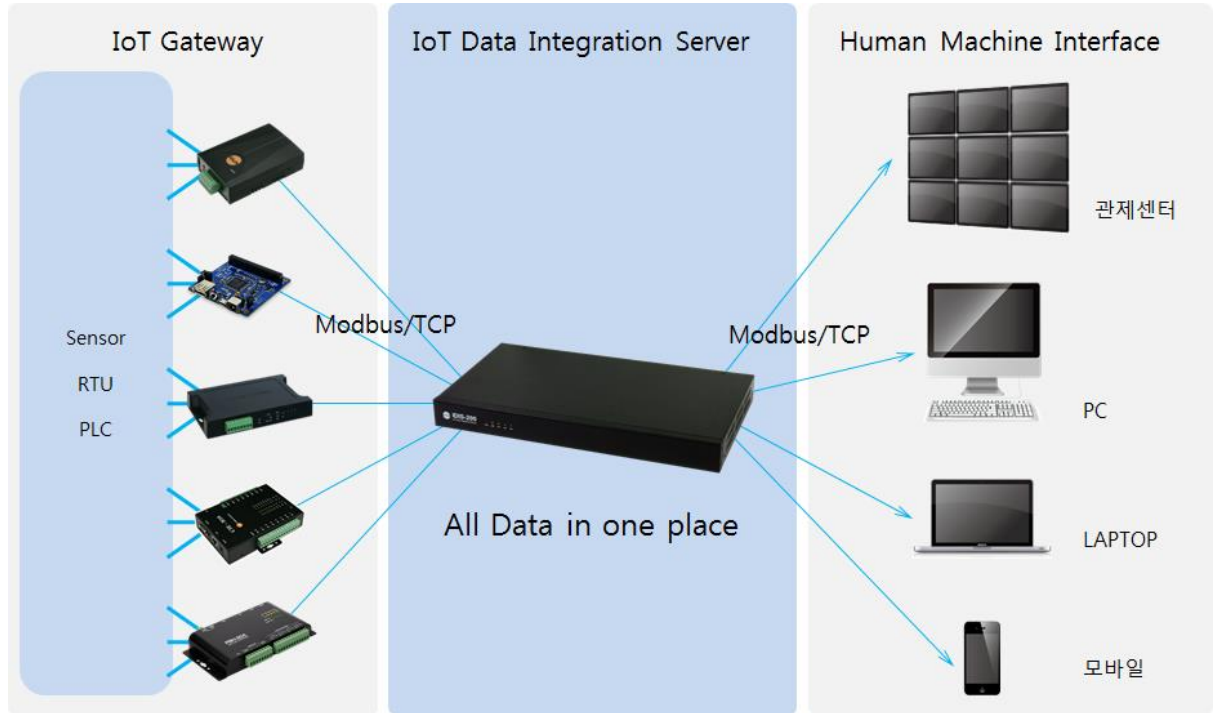 IoT Gateway
IoT Data Integration Server
Human Machine Interface
Sensor
RTU
PLC
Modbus/TCP
All Data in one place
Modbus/TCP
관제센터
PC
LAPTOP
모바일